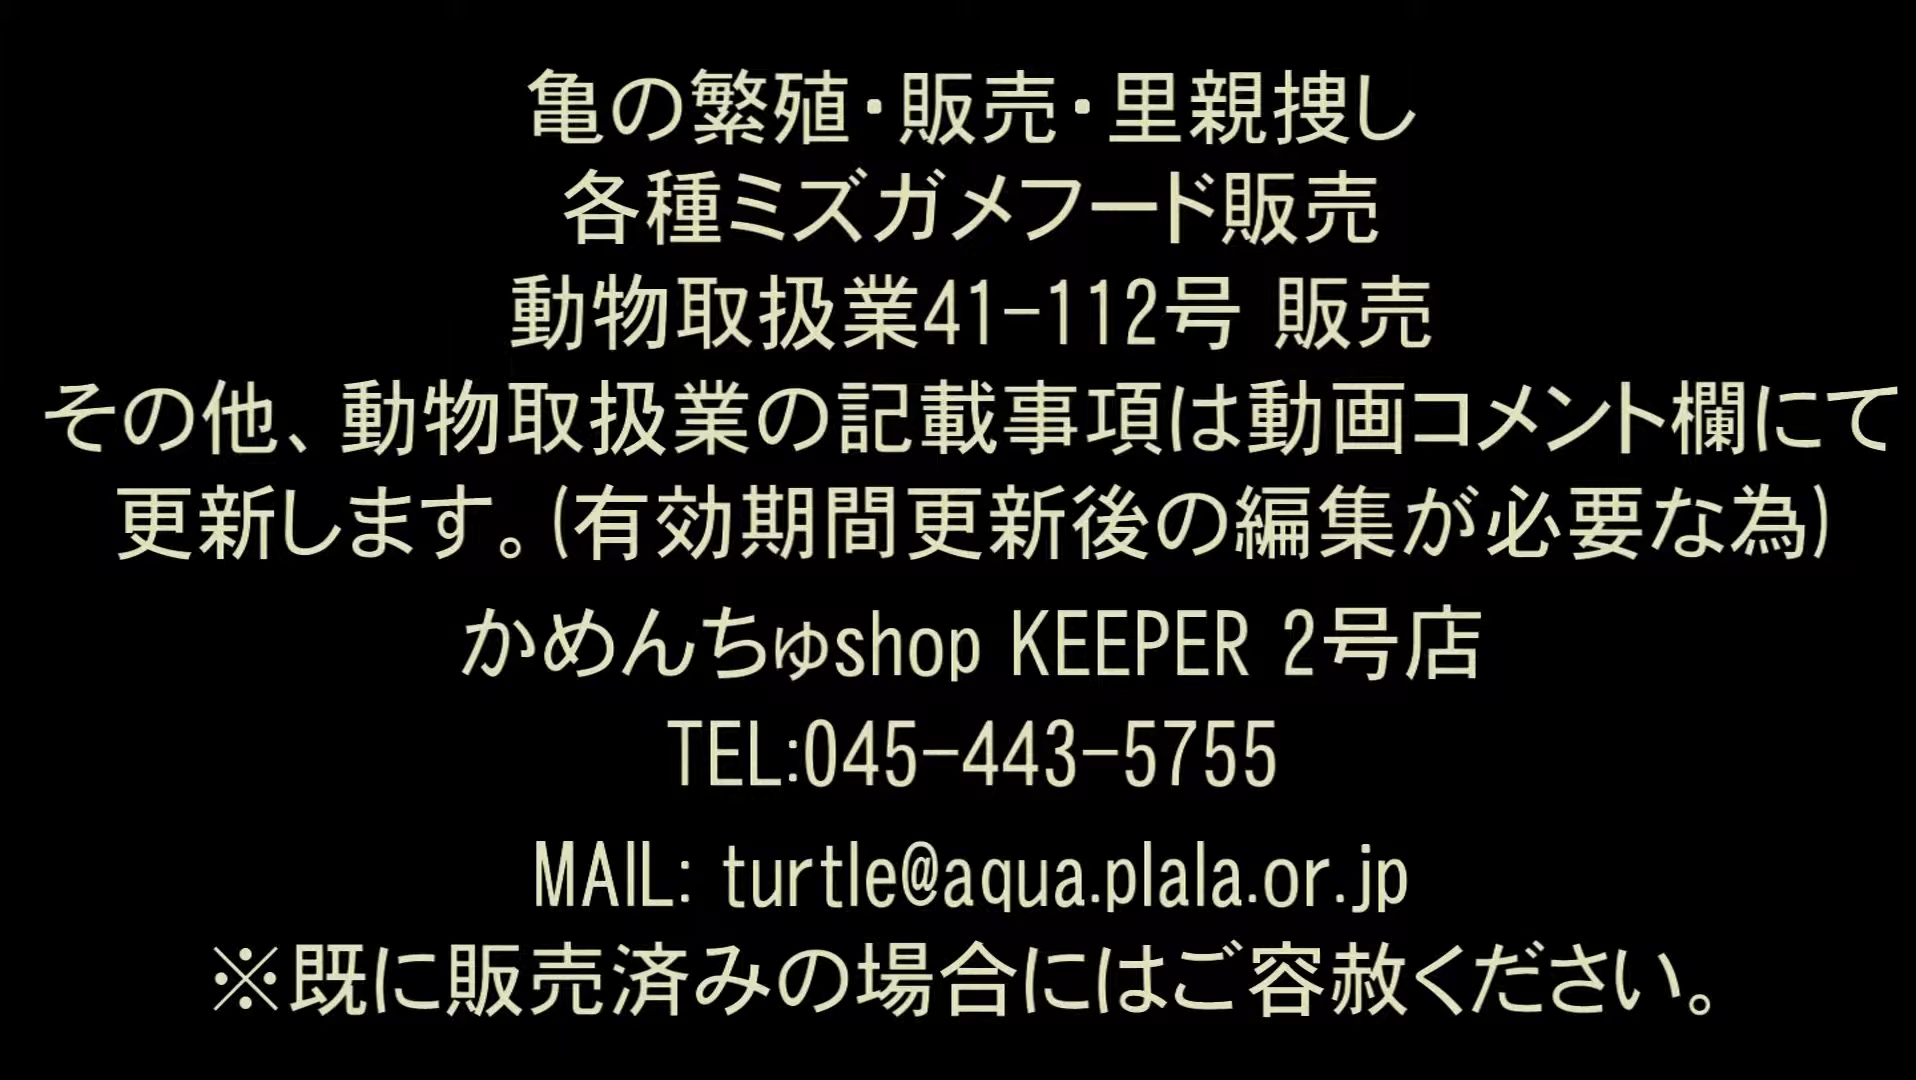 亀の繁殖・販売・里親捜し
各種ミズガメフード販売
動物取扱業41-112号 販売
その他、動物取扱業の記載事項は動画コメント欄にて
更新します。(有効期間更新後の編集が必要な為)
かめんちゅshop KEEPER 2号店
TEL:045-443-5755
MAIL: turtle@aqua.plala.or.jp
※既に販売済みの場合にはご容赦ください。